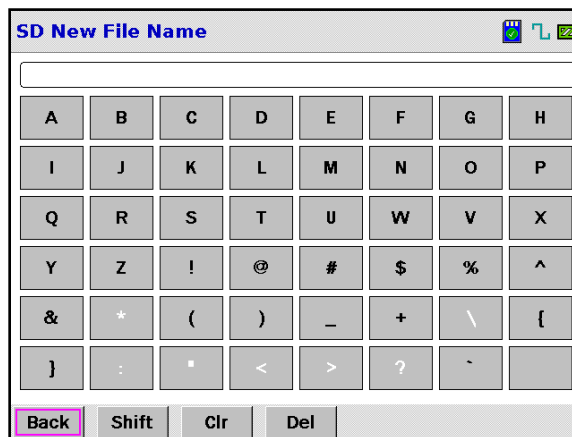 SD New File Name
A B C D E F G H
I J K L M N O P
Q R S T U W V X
Y Z ! @ # $ % ^
& * ( ) _ + \ {
} : " < > ? `
Back Shift Clr Del